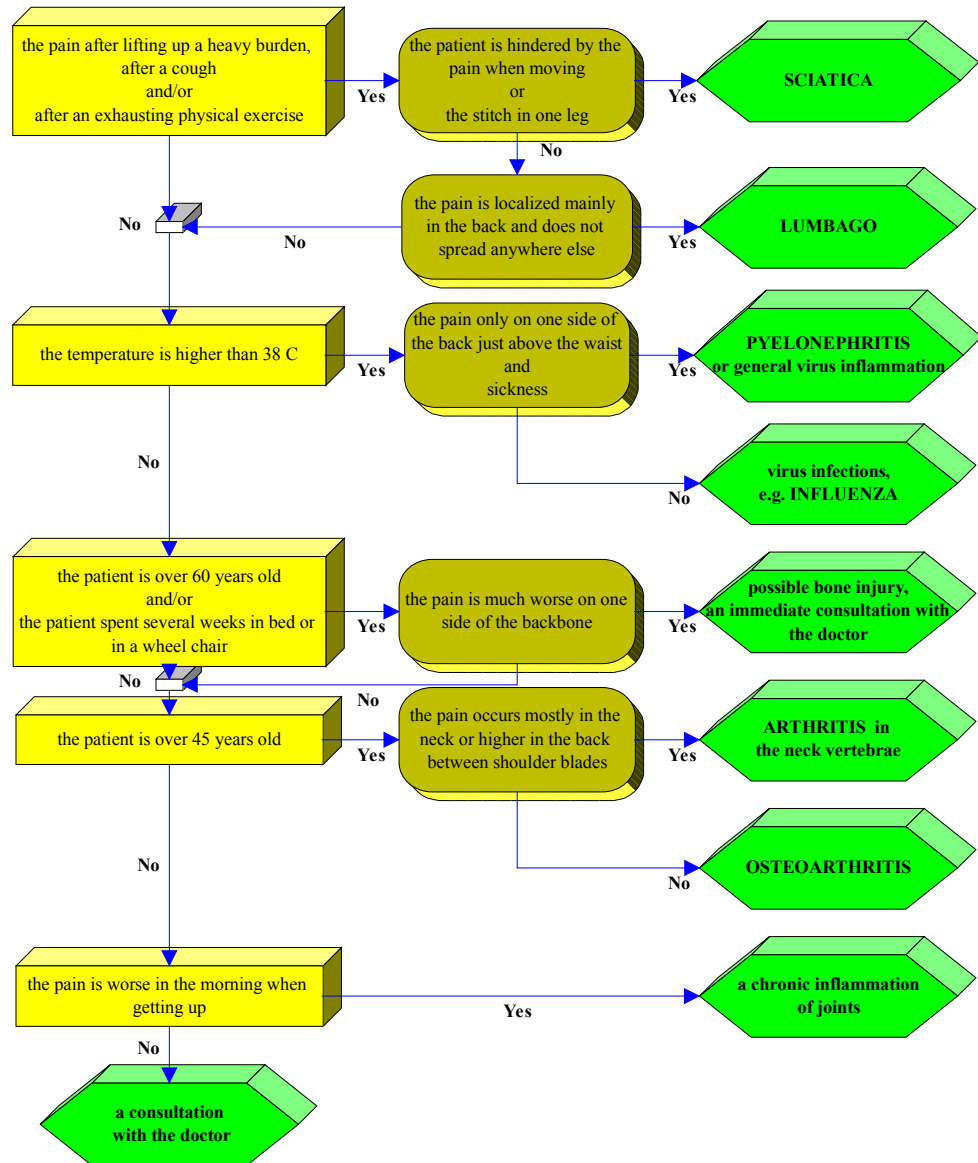 the pain after lifting up a heavy burden,
after a cough
and/or
after an exhausting physical exercise
Yes
the patient is hindered by the
pain when moving
or
the stitch in one leg
Yes
SCIATICA
No
No
the pain is localized mainly
in the back and does not
spread anywhere else
No
Yes
LUMBAGO
the temperature is higher than 38 C
Yes
the pain only on one side of
the back just above the waist
and
sickness
Yes
PYELONEPHRITIS
or general virus inflammation
No
No
virus infections,
e.g. INFLUENZA
the patient is over 60 years old
and/or
the patient spent several weeks in bed or
in a wheel chair
Yes
the pain is much worse on one
side of the backbone
Yes
possible bone injury,
an immediate consultation with
the doctor
No
No
the patient is over 45 years old
Yes
the pain occurs mostly in the
neck or higher in the back
between shoulder blades
Yes
ARTHRITIS in
the neck vertebrae
No
No
OSTEOARTHRITIS
the pain is worse in the morning when
getting up
Yes
a chronic inflammation
of joints
No
a consultation
with the doctor